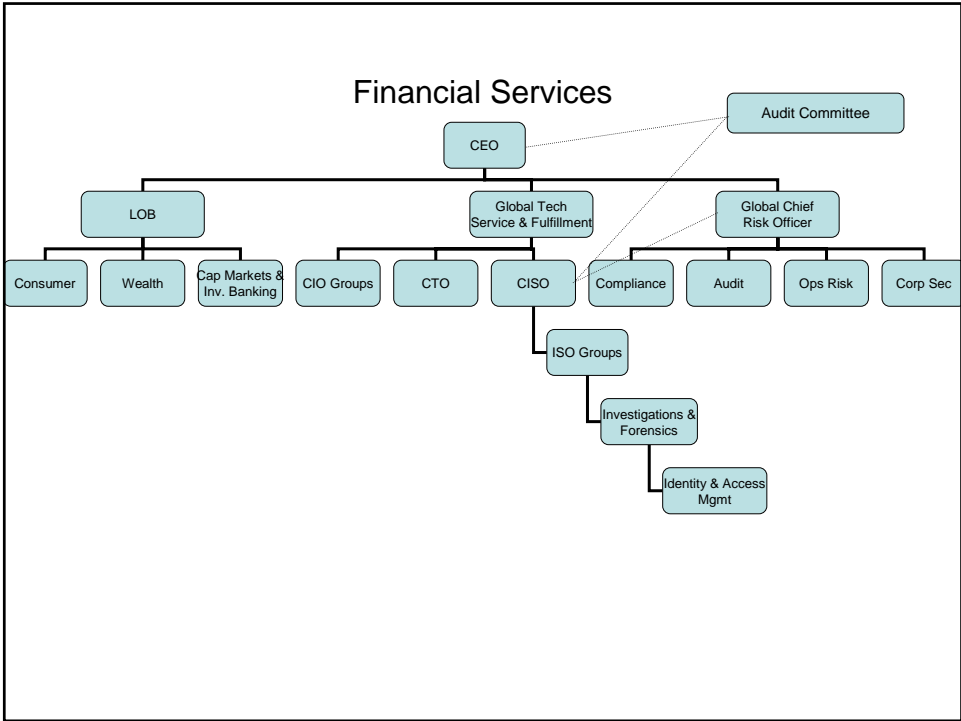 Financial Services
Audit Committee
CEO
LOB
Global Tech
Service & Fulfillment
Global Chief
Risk Officer
Consumer
Wealth
Cap Markets &
Inv. Banking
CIO Groups
CTO
CISO
Compliance
Audit
Ops Risk
Corp Sec
ISO Groups
Investigations &
Forensics
Identity & Access
Mgmt